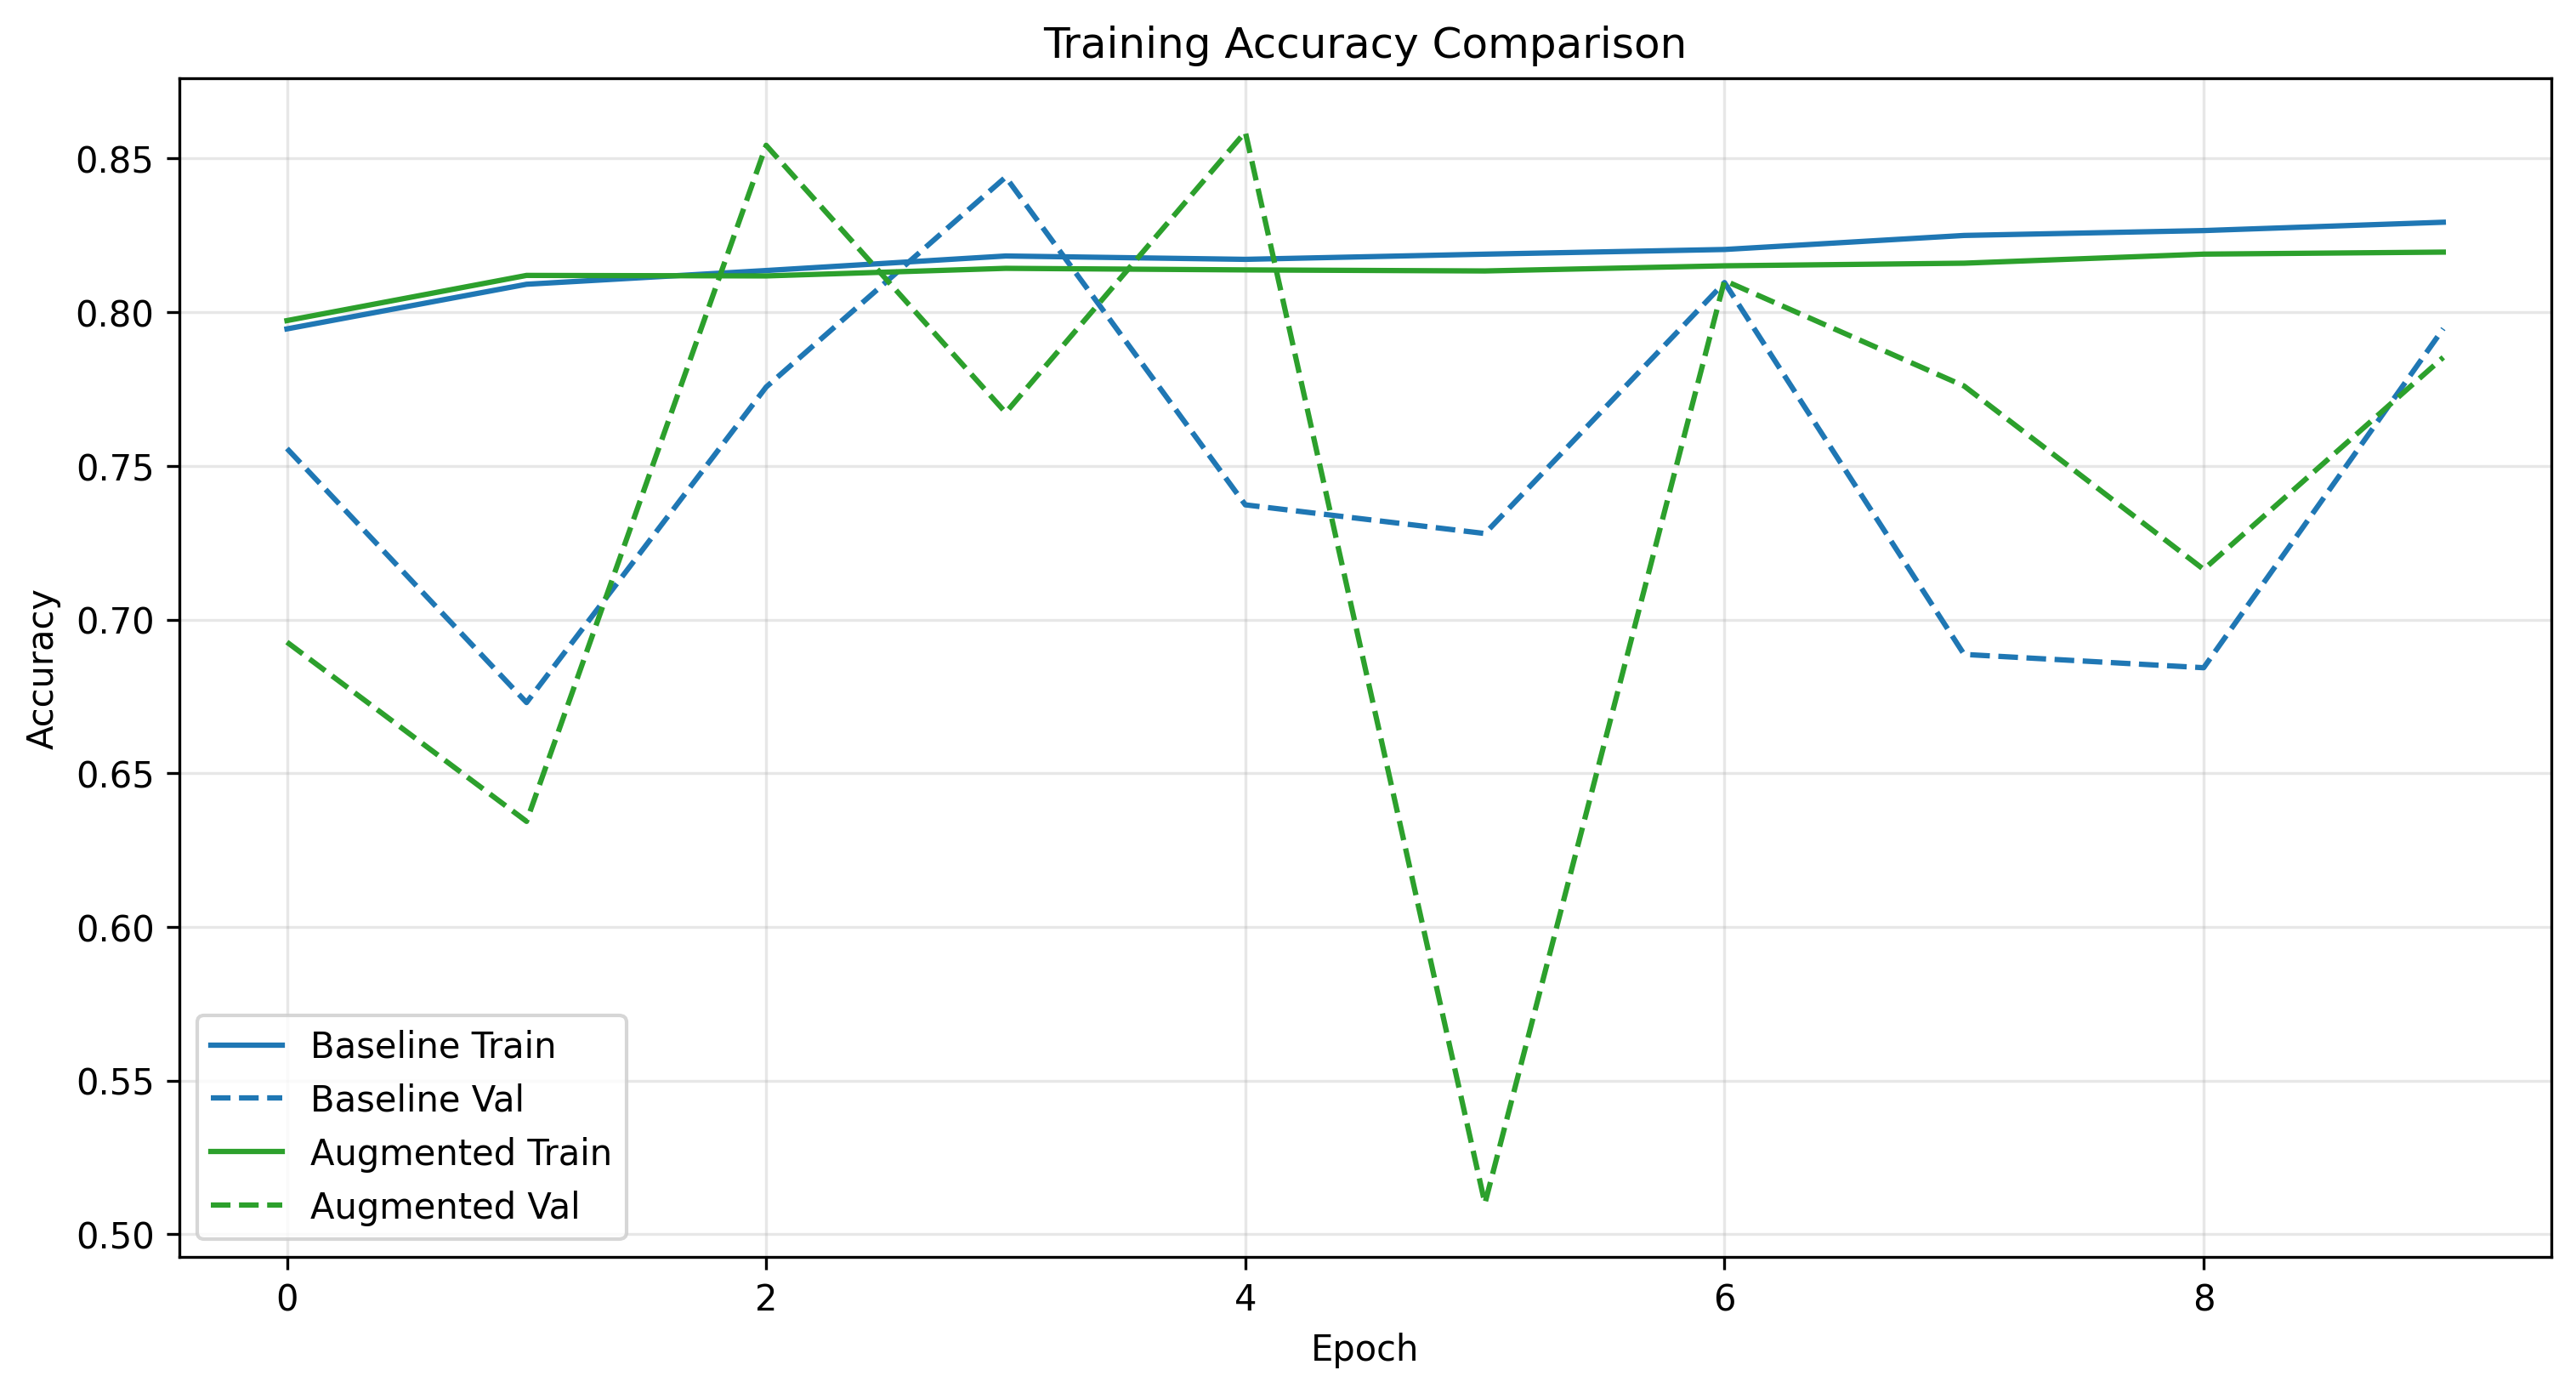 Training Accuracy Comparison
Accuracy
0.85
0.80
0.75
0.70
0.65
0.60
0.55
0.50
Baseline Train
Baseline Val
Augmented Train
Augmented Val
0 2 4 6 8
Epoch